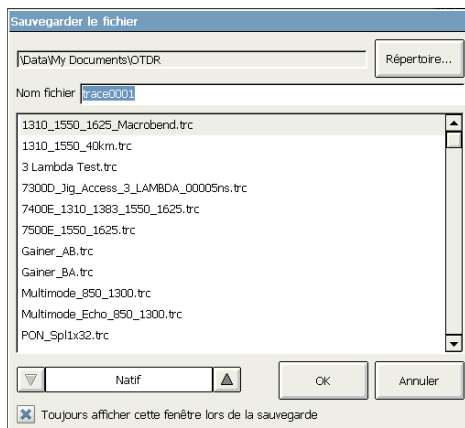 Sauvegarder le fichier
\Data\My Documents\OTDR
Répertoire...
Nom fichier trace0001
1310_1550_1625_Macrobend.trc
1310_1550_40km.trc
3 Lambda Test.trc
7300D_Jig_Access_3_LAMBDA_00005ns.trc
7400E_1310_1383_1550_1625.trc
7500E_1550_1625.trc
Gainer_AB.trc
Gainer_BA.trc
Multimode_850_1300.trc
Multimode_Echo_850_1300.trc
PON_Spl1x32.trc
Natif
OK
Annuler
Toujours afficher cette fenêtre lors de la sauvegarde